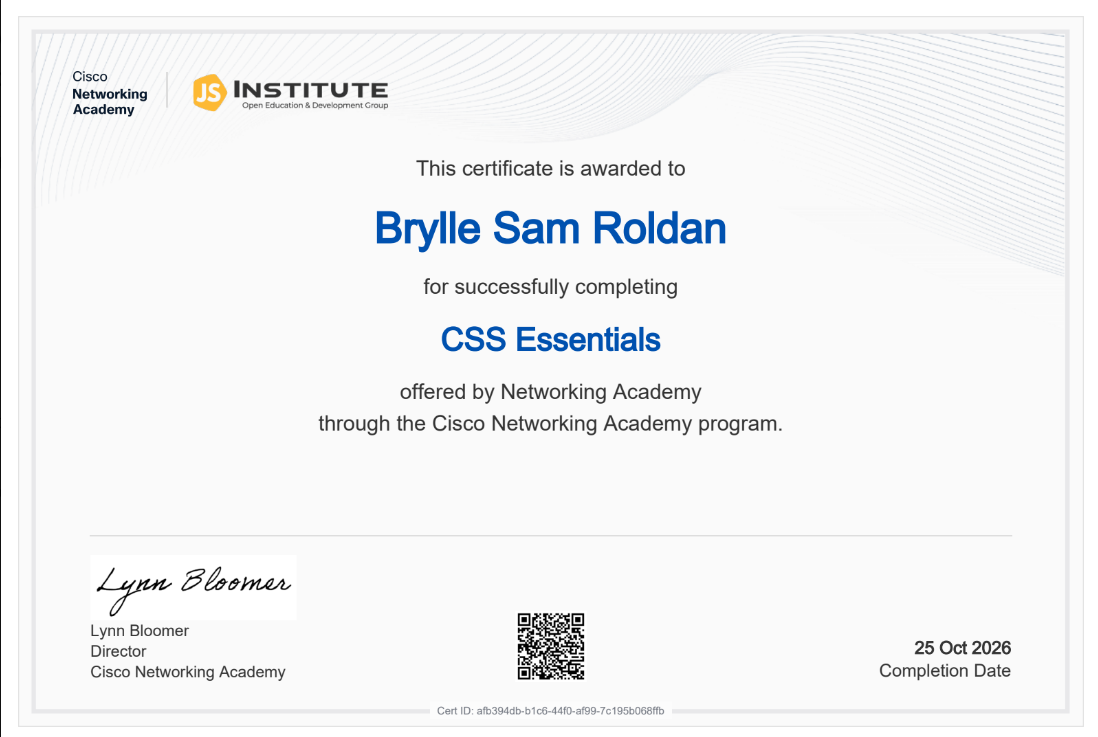 Cisco
Networking
Academy
JS INSTITUTE
Open Education & Development Group
This certificate is awarded to
Brylle Sam Roldan
for successfully completing
CSS Essentials
offered by Networking Academy
through the Cisco Networking Academy program.
Lynn Bloomer
Lynn Bloomer
Director
Cisco Networking Academy
25 Oct 2026
Completion Date
Cert ID: afb394db-b1c6-44f0-af99-7c195b068ffb